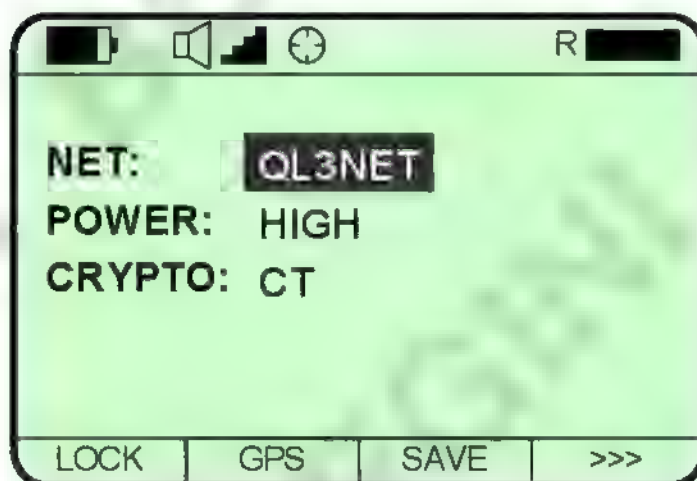 R
NET: QL3NET
POWER: HIGH
CRYPTO: CT
LOCK GPS SAVE >>>